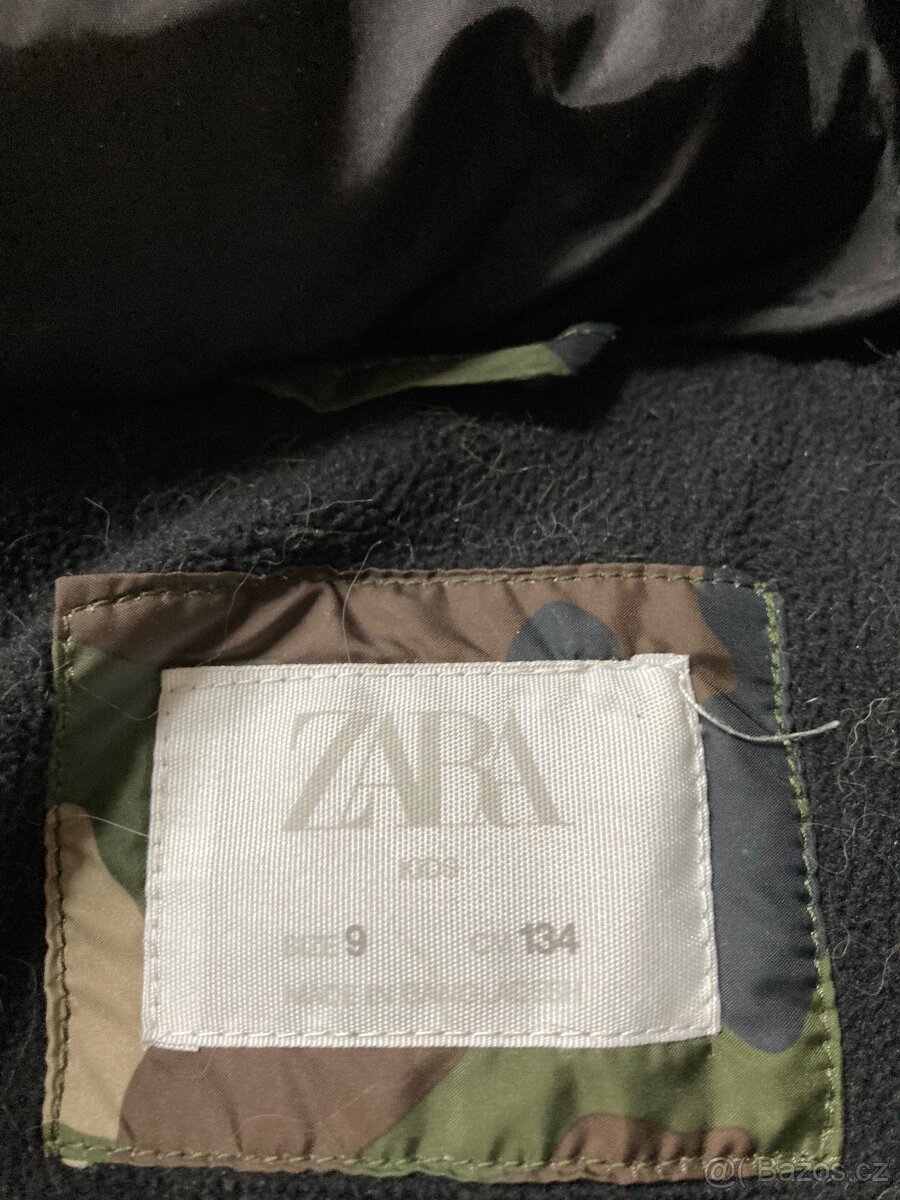 ZARA
KIDS
SIZE 9 CM 134
MADE IN BANGLADESH
@( Bazos.cz